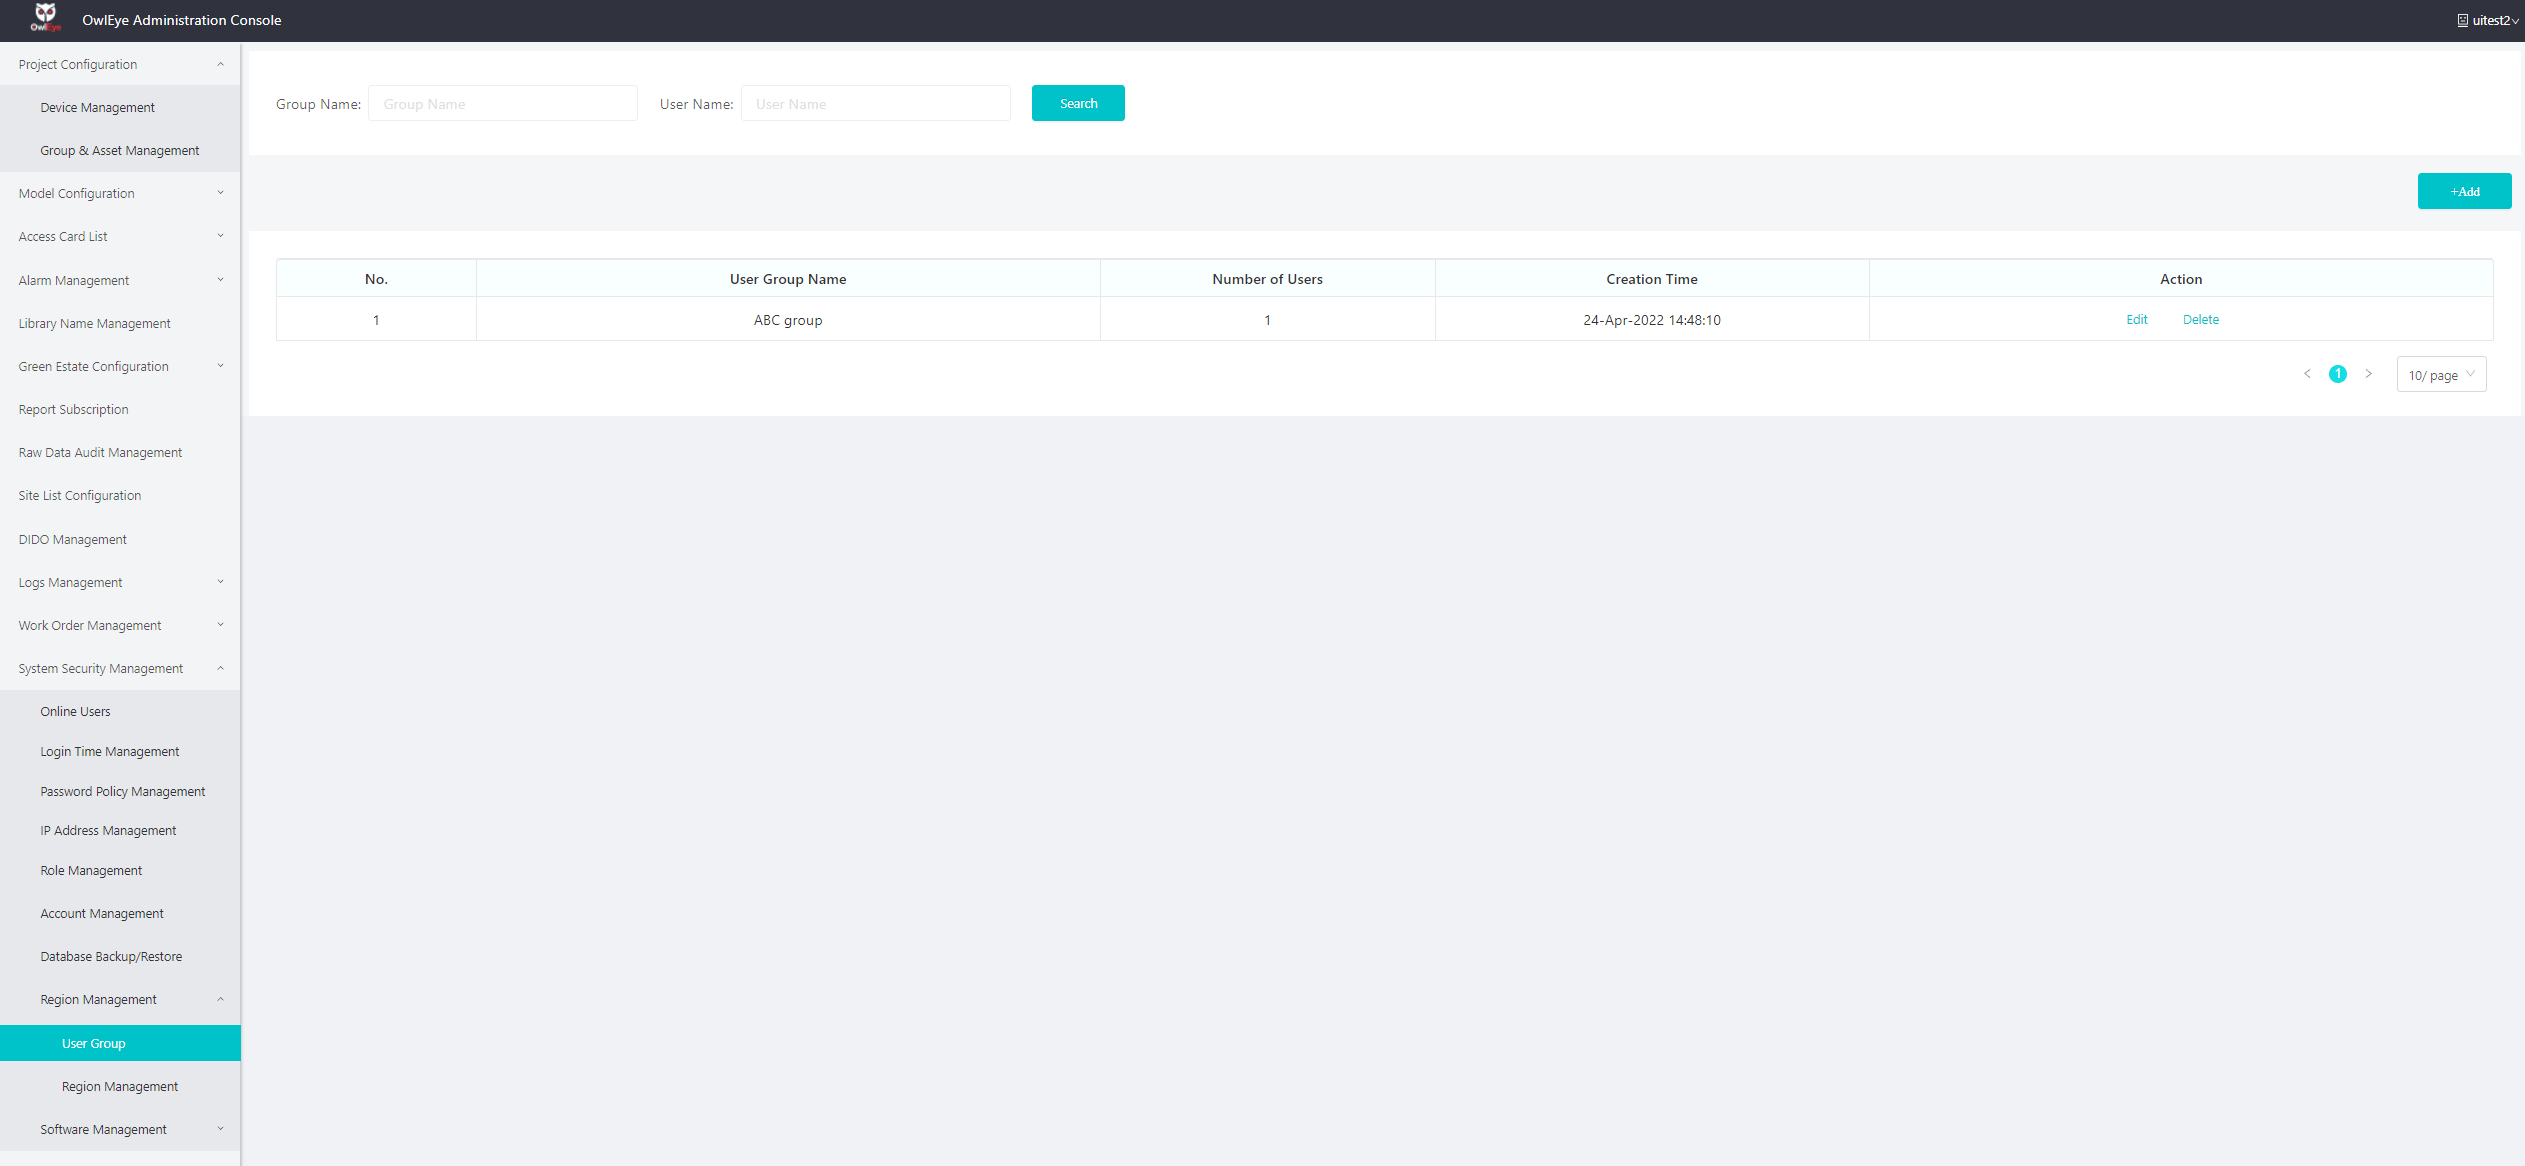 OwlEye
OwlEye Administration Console
uitest2
Project Configuration
Device Management
Group & Asset Management
Model Configuration
Access Card List
Alarm Management
Library Name Management
Green Estate Configuration
Report Subscription
Raw Data Audit Management
Site List Configuration
DIDO Management
Logs Management
Work Order Management
System Security Management
Online Users
Login Time Management
Password Policy Management
IP Address Management
Role Management
Account Management
Database Backup/Restore
Region Management
User Group
Region Management
Software Management
Group Name: Group Name User Name: User Name Search
+Add
No. User Group Name Number of Users Creation Time Action
1 ABC group 1 24-Apr-2022 14:48:10 Edit Delete
< 1 > 10/ page